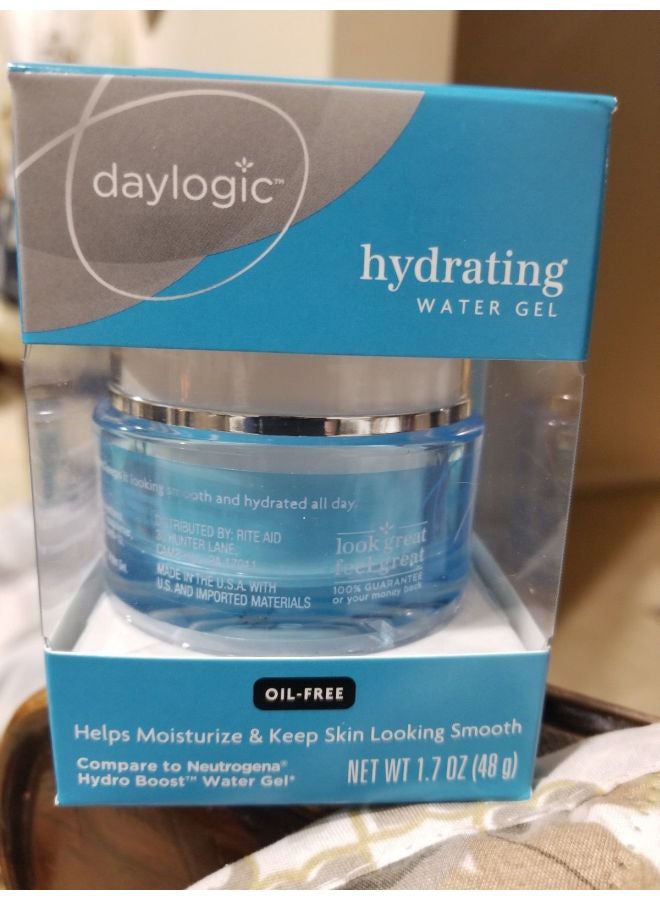 daylogic™
hydrating
WATER GEL
looking smooth and hydrated all day.
DISTRIBUTED BY: RITE AID
HUNTER LANE,
17011
MADE IN THE U.S.A. WITH
U.S. AND IMPORTED MATERIALS
look great
feel great
100% GUARANTEE
or your money back
OIL-FREE
Helps Moisturize & Keep Skin Looking Smooth
Compare to Neutrogena®
Hydro Boost™ Water Gel*
NET WT 1.7 OZ (48 g)